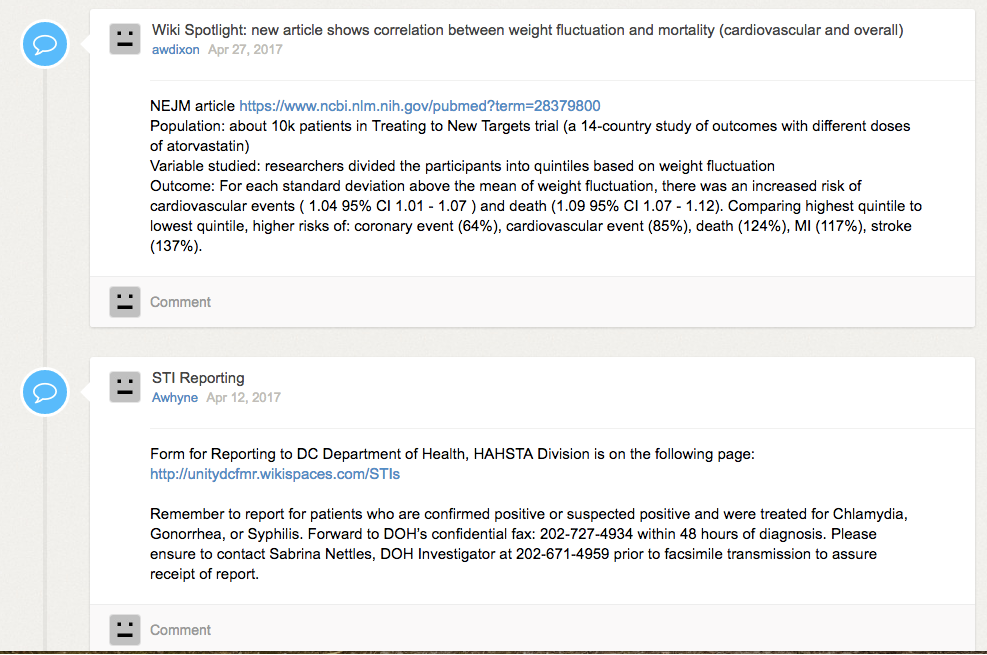 Wiki Spotlight: new article shows correlation between weight fluctuation and mortality (cardiovascular and overall)
awdixon Apr 27, 2017
NEJM article https://www.ncbi.nlm.nih.gov/pubmed?term=28379800
Population: about 10k patients in Treating to New Targets trial (a 14-country study of outcomes with different doses
of atorvastatin)
Variable studied: researchers divided the participants into quintiles based on weight fluctuation
Outcome: For each standard deviation above the mean of weight fluctuation, there was an increased risk of
cardiovascular events ( 1.04 95% CI 1.01 - 1.07 ) and death (1.09 95% CI 1.07 - 1.12). Comparing highest quintile to
lowest quintile, higher risks of: coronary event (64%), cardiovascular event (85%), death (124%), MI (117%), stroke
(137%).
Comment
STI Reporting
Awhyne Apr 12, 2017
Form for Reporting to DC Department of Health, HAHSTA Division is on the following page:
http://unitydcfmr.wikispaces.com/STIs
Remember to report for patients who are confirmed positive or suspected positive and were treated for Chlamydia,
Gonorrhea, or Syphilis. Forward to DOH's confidential fax: 202-727-4934 within 48 hours of diagnosis. Please
ensure to contact Sabrina Nettles, DOH Investigator at 202-671-4959 prior to facsimile transmission to assure
receipt of report.
Comment